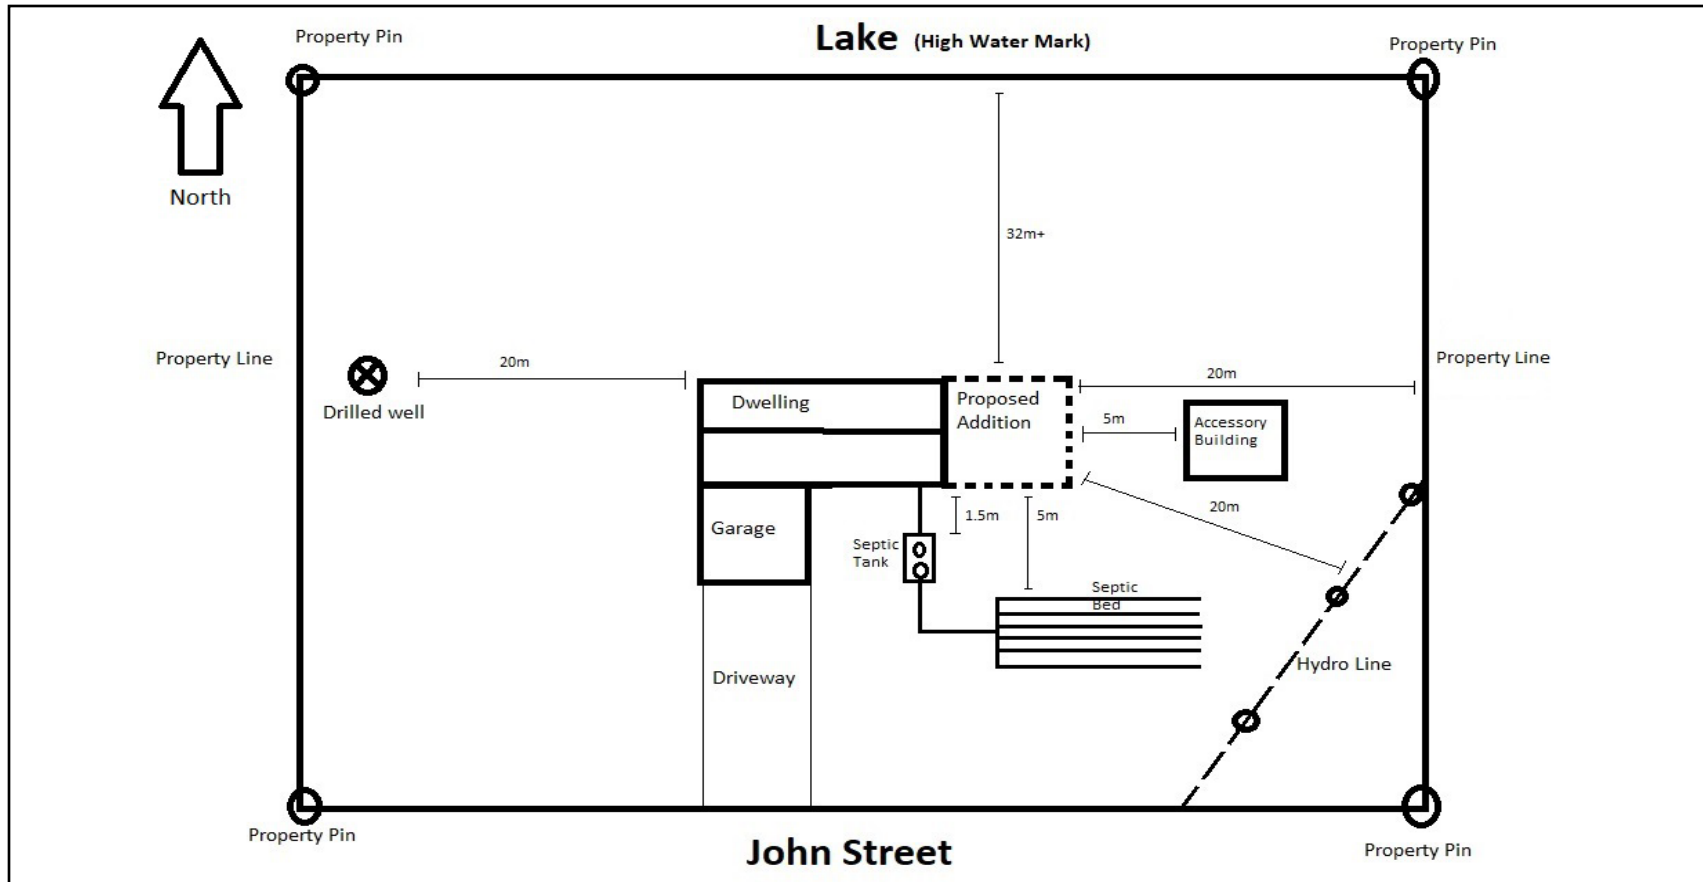 Property Pin
Lake (High Water Mark)
Property Pin
North
32m+
Property Line
20m
Property Line
20m
Drilled well
Dwelling
Proposed
Addition
5m
Accessory
Building
Garage
1.5m
5m
20m
Septic
Tank
Septic
Bed
Driveway
Hydro Line
Property Pin
John Street
Property Pin